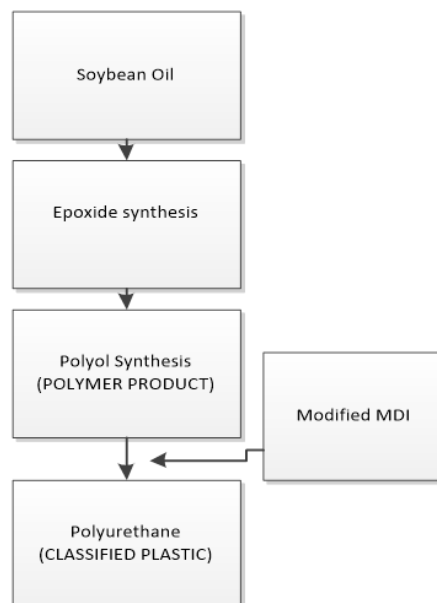 Soybean Oil
Epoxide synthesis
Polyol Synthesis
(POLYMER PRODUCT)
Modified MDI
Polyurethane
(CLASSIFIED PLASTIC)